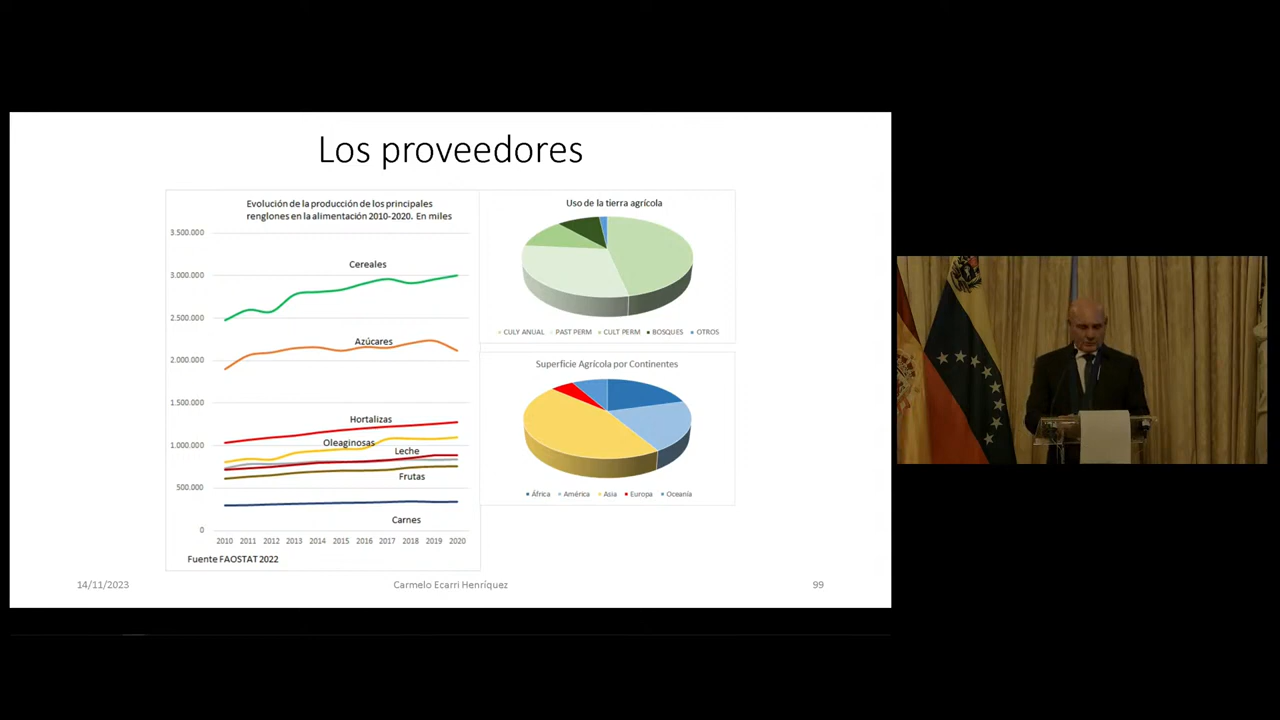 Los proveedores
Evolución de la producción de los principales
renglones en la alimentación 2010-2020. En miles
3.500.000
3.000.000
2.500.000
2.000.000
1.500.000
1.000.000
500.000
0
Cereales
Azúcares
Hortalizas
Oleaginosas
Leche
Frutas
Carnes
2010 2011 2012 2013 2014 2015 2016 2017 2018 2019 2020
Fuente FAOSTAT 2022
Uso de la tierra agrícola
CULY ANUAL PAST PERM CULT PERM BOSQUES OTROS
Superficie Agrícola por Continentes
África América Asia Europa Oceanía
14/11/2023 Carmelo Ecarri Henríquez 99